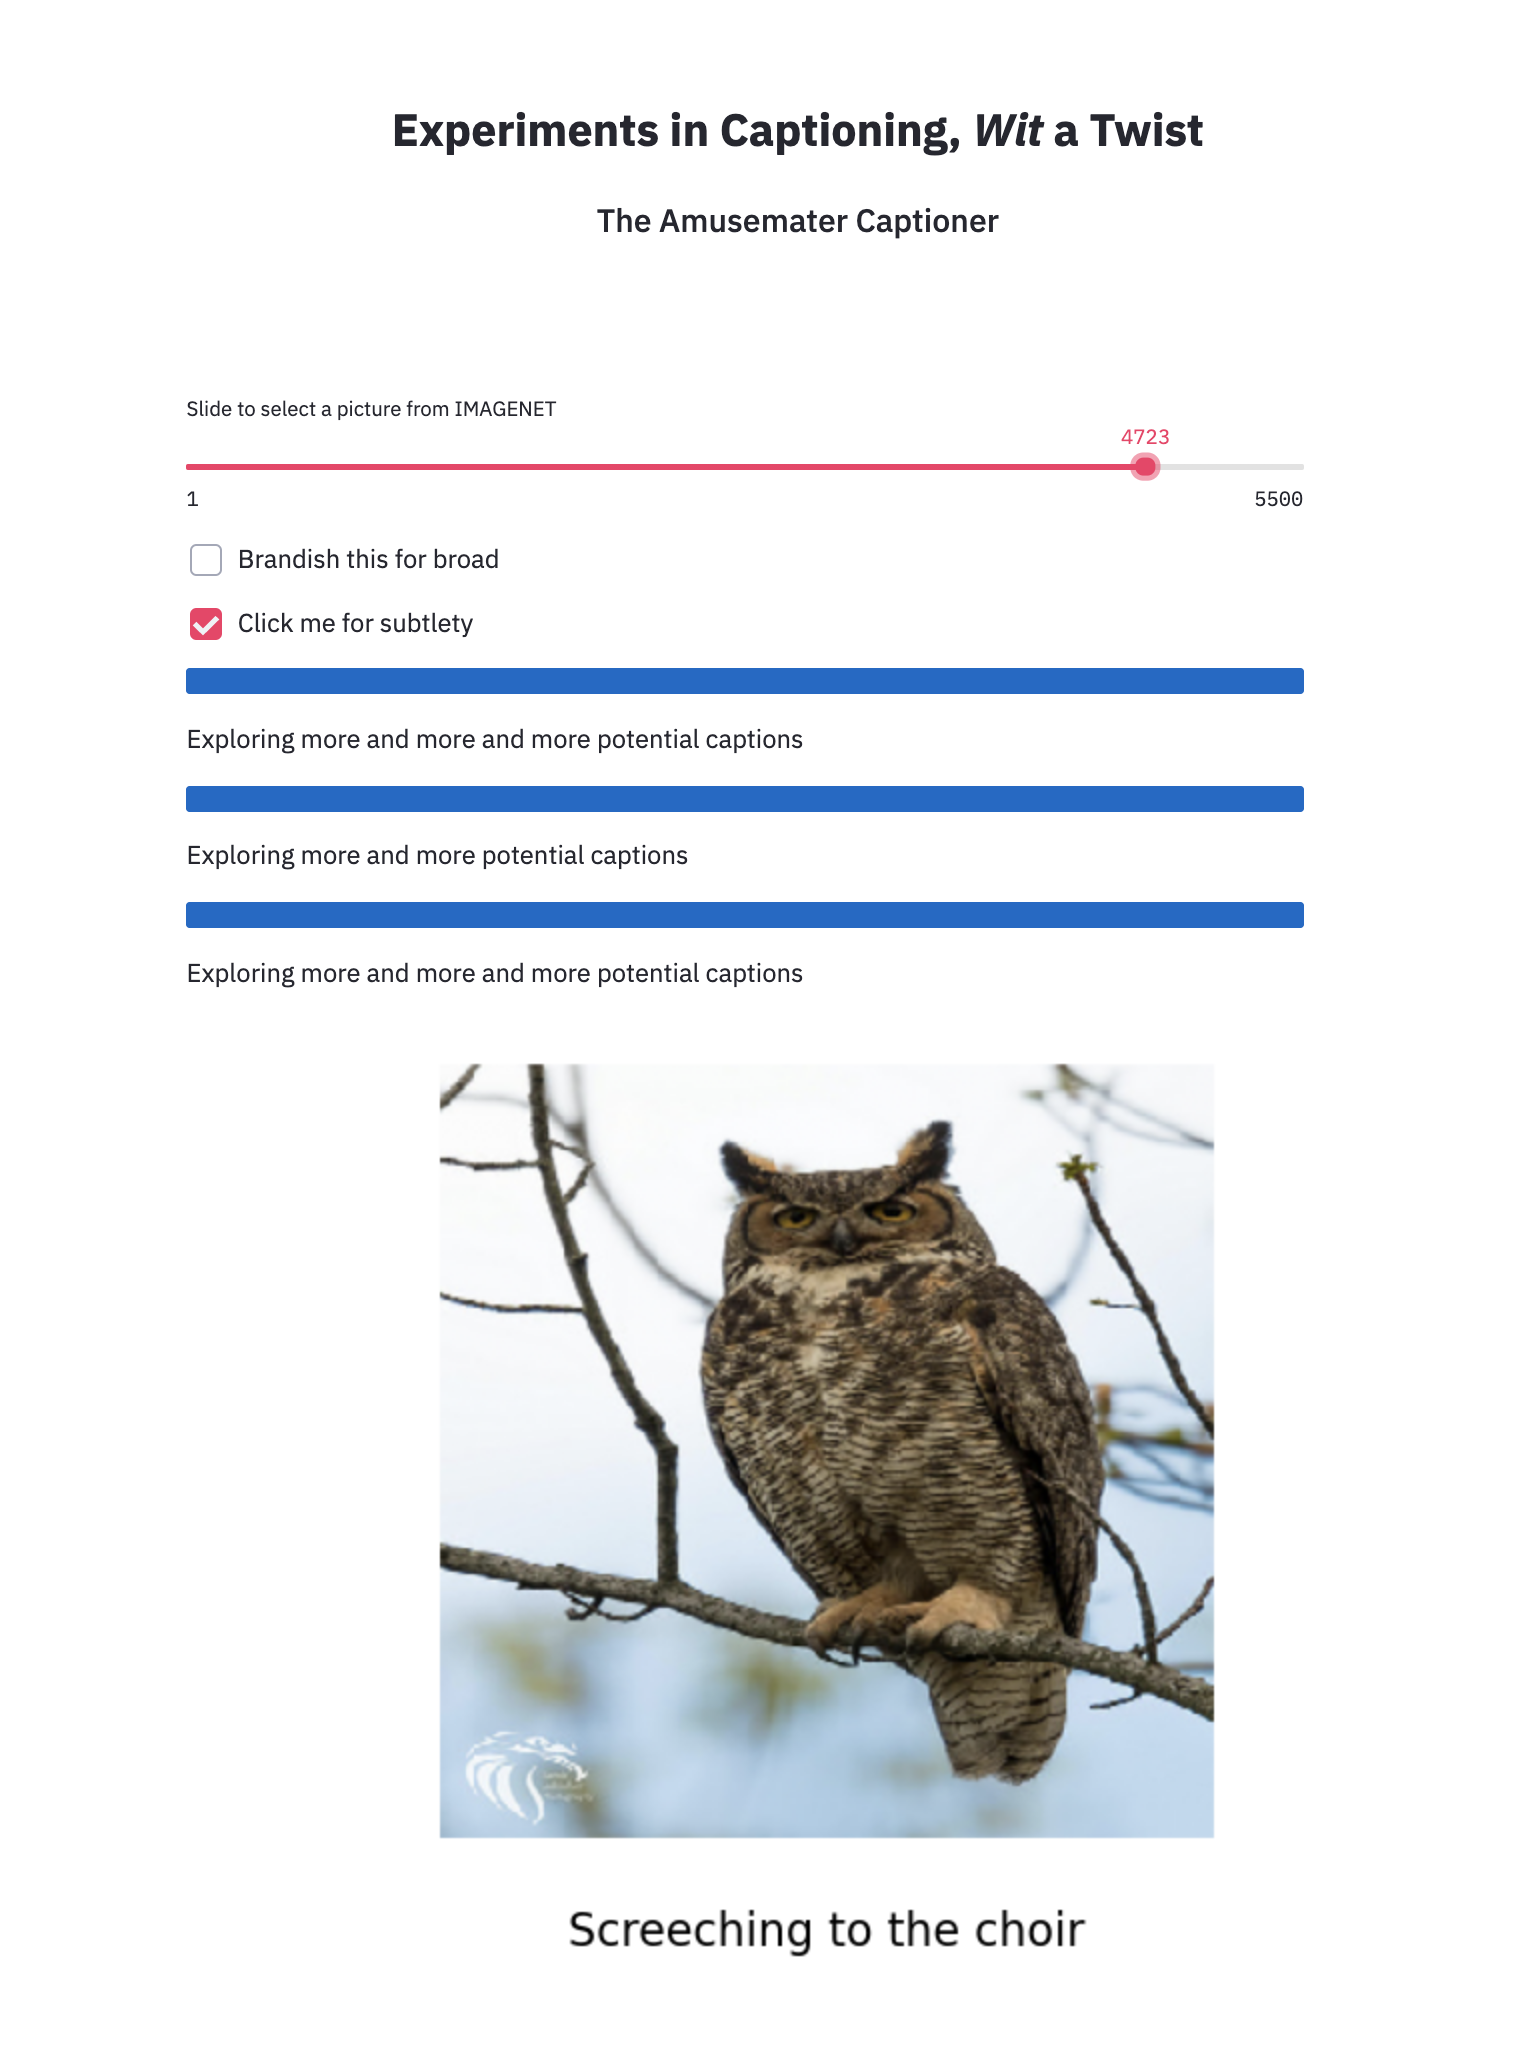 Experiments in Captioning, Wit a Twist
The Amusemater Captioner
Slide to select a picture from IMAGENET
4723
1 5500
Brandish this for broad
Click me for subtlety
Exploring more and more and more potential captions
Exploring more and more potential captions
Exploring more and more and more potential captions
Screeching to the choir